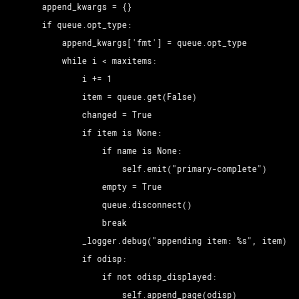 append_kwargs = {}
if queue.opt_type:
append_kwargs['fmt'] = queue.opt_type
while i < maxitems:
i += 1
item = queue.get(False)
changed = True
if item is None:
if name is None:
self.emit("primary-complete")
empty = True
queue.disconnect()
break
_logger.debug("appending item: %s", item)
if odisp:
if not odisp_displayed:
self.append_page(odisp)